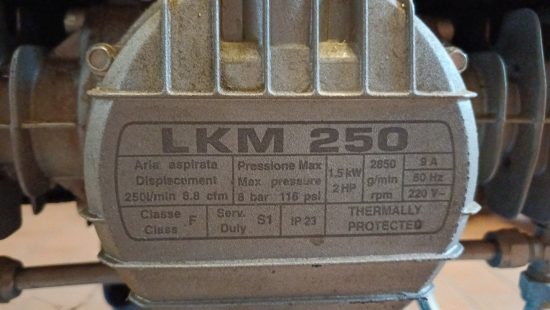 LKM 250
Aria aspirata Pressione Max 1,5 kW 2850 9 A
Displacement Max pressure 2 HP g/min 50 Hz
250l/min 8.8 cfm 8 bar 116 psi rpm 220 V~
Classe Class F Serv. Duly S1 IP 23 THERMALLY
PROTECTED